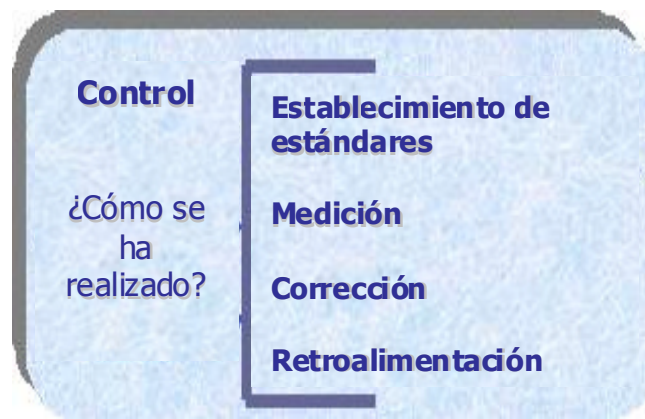 Control
¿Cómo se
ha
realizado?
Establecimiento de
estándares
Medición
Corrección
Retroalimentación